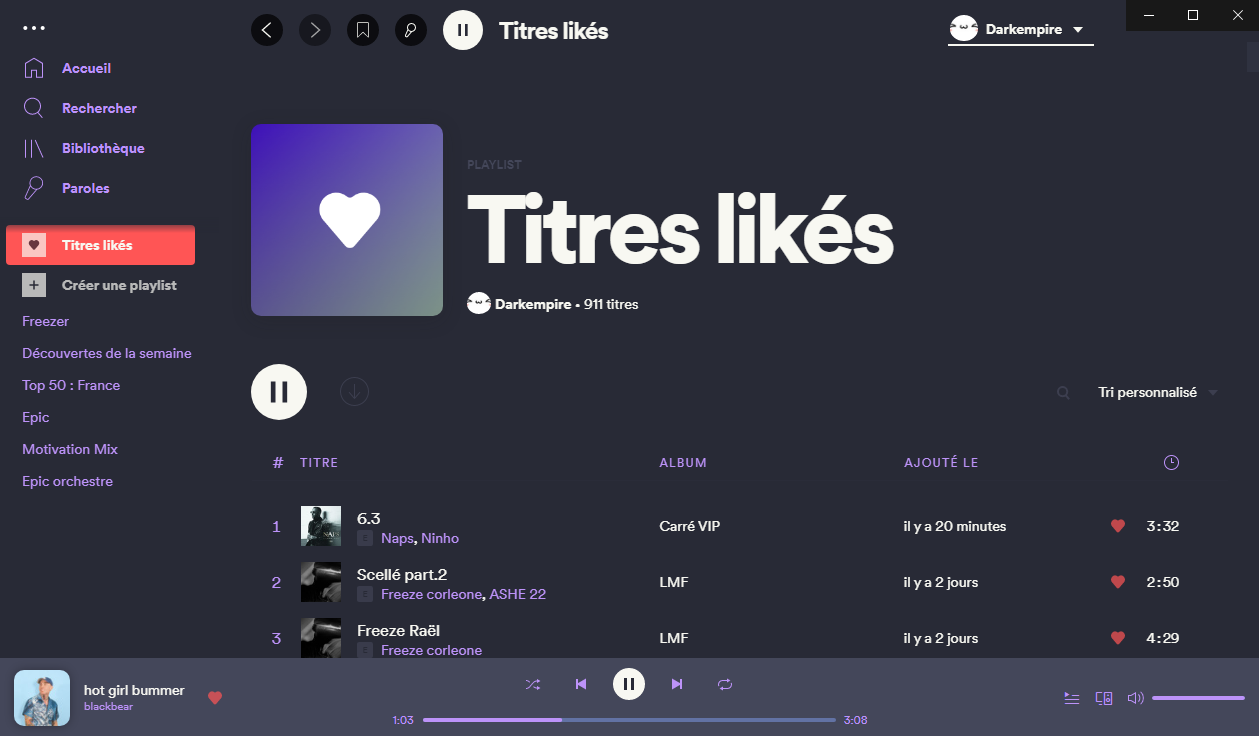 Titres likés
Darkempire
Accueil
Rechercher
Bibliothèque
Paroles
Titres likés
Créer une playlist
Freezer
Découvertes de la semaine
Top 50 : France
Epic
Motivation Mix
Epic orchestre
PLAYLIST
Titres likés
Darkempire • 911 titres
Tri personnalisé
# TITRE ALBUM AJOUTÉ LE
1 6.3 Carré VIP il y a 20 minutes 3:32
E Naps, Ninho
2 Scellé part.2 LMF il y a 2 jours 2:50
E Freeze corleone, ASHE 22
3 Freeze Raël LMF il y a 2 jours 4:29
E Freeze corleone
hot girl bummer
blackbear
1:03 3:08